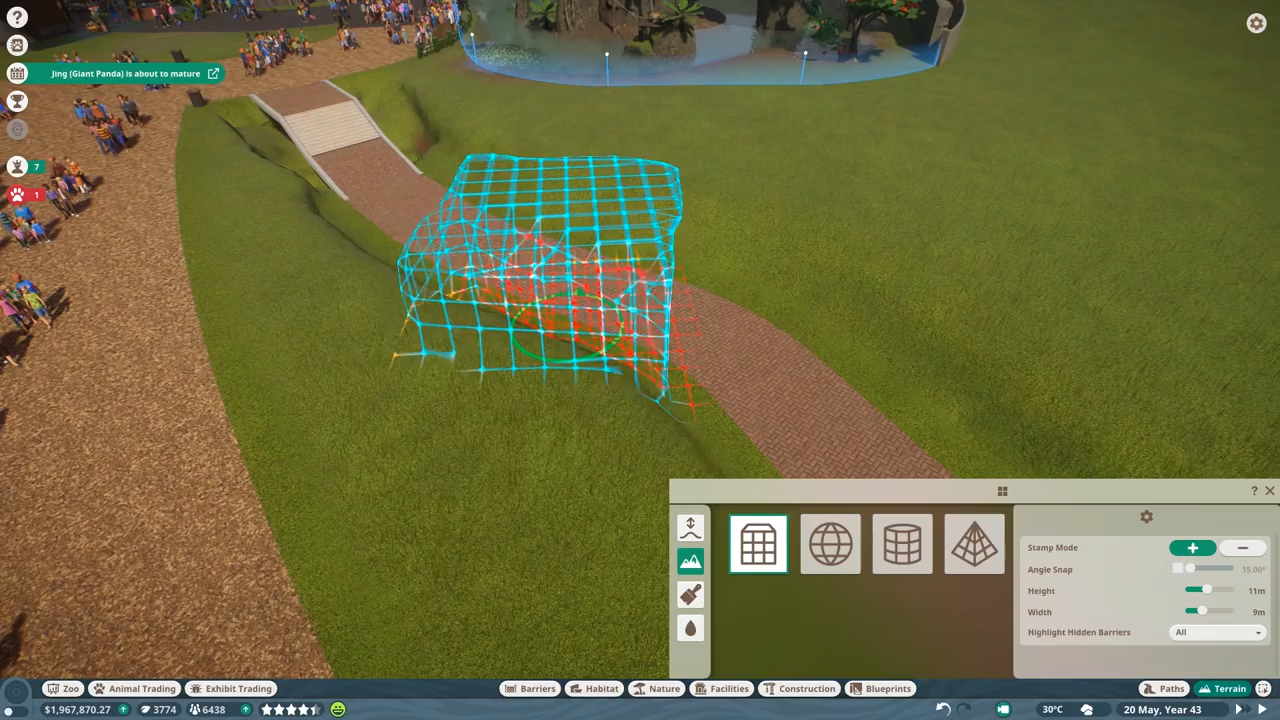 ?
Jing (Giant Panda) is about to mature
7
1
? ×
Stamp Mode + −
Angle Snap 15.00°
Height 11m
Width 9m
Highlight Hidden Barriers All
Zoo Animal Trading Exhibit Trading Barriers Habitat Nature Facilities Construction Blueprints Paths Terrain
$1,967,870.27 3774 6438 30°C 20 May, Year 43